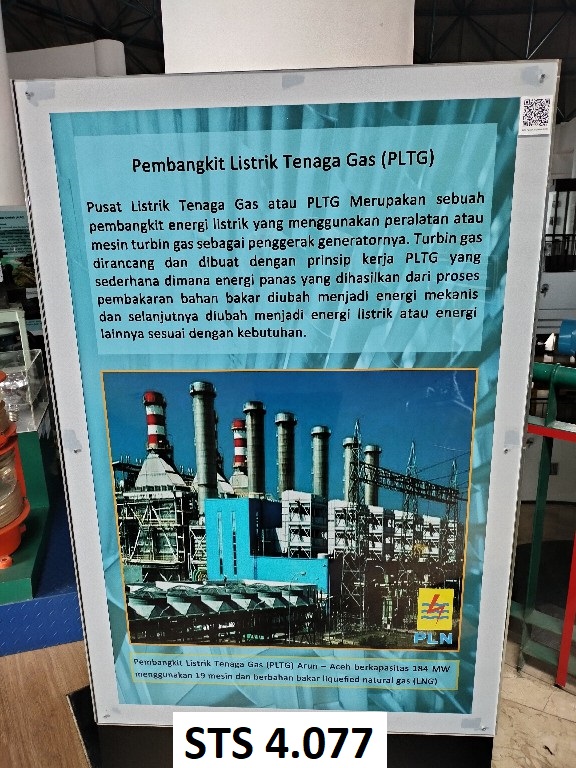 Pembangkit Listrik Tenaga Gas (PLTG)
Pusat Listrik Tenaga Gas atau PLTG Merupakan sebuah
pembangkit energi listrik yang menggunakan peralatan atau
mesin turbin gas sebagai penggerak generatornya. Turbin gas
dirancang dan dibuat dengan prinsip kerja PLTG yang
sederhana dimana energi panas yang dihasilkan dari proses
pembakaran bahan bakar diubah menjadi energi mekanis
dan selanjutnya diubah menjadi energi listrik atau energi
lainnya sesuai dengan kebutuhan.
PLN
Pembangkit Listrik Tenaga Gas (PLTG) Arun – Aceh berkapasitas 184 MW
menggunakan 19 mesin dan berbahan bakar liquefied natural gas (LNG)
STS 4.077